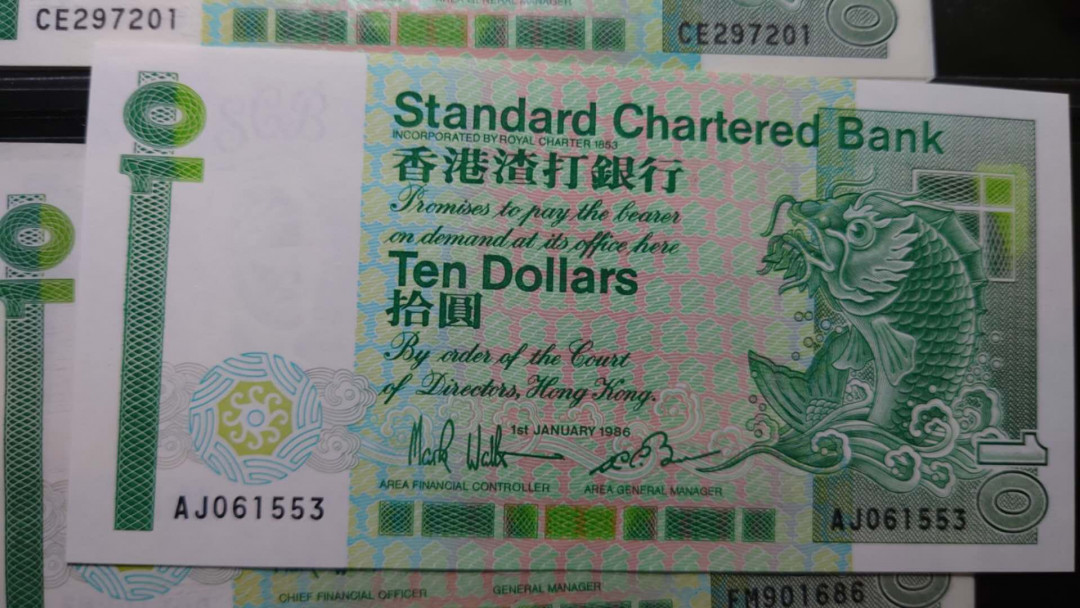 CE297201
CE297201
Standard Chartered Bank
INCORPORATED BY ROYAL CHARTER 1853
香港渣打銀行
Promises to pay the bearer
on demand at its office here
Ten Dollars
拾圓
By order of the Court
of Directors, Hong Kong.
1st JANUARY 1986
AREA FINANCIAL CONTROLLER
AREA GENERAL MANAGER
AJ061553
AJ061553
10
10
CHIEF FINANCIAL OFFICER
GENERAL MANAGER
FM901686